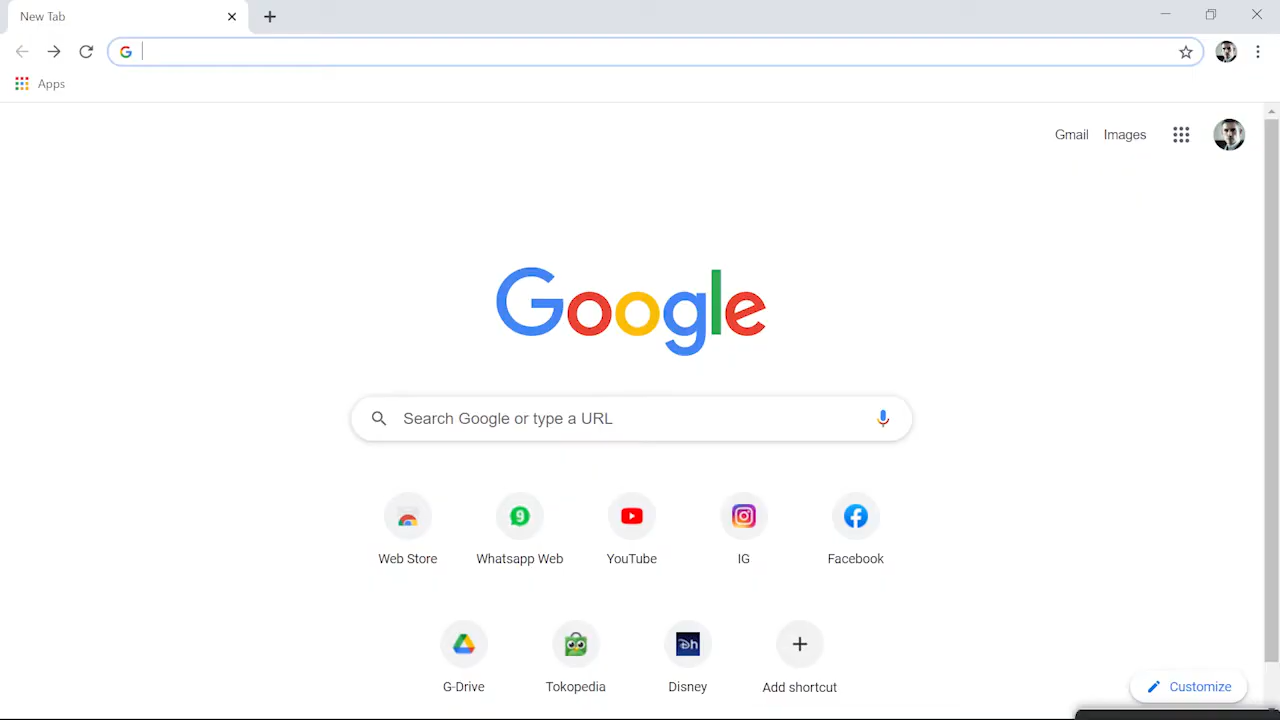 New Tab
Apps
Gmail Images
Google
Search Google or type a URL
Web Store Whatsapp Web YouTube IG Facebook
G-Drive Tokopedia Disney Add shortcut
Customize